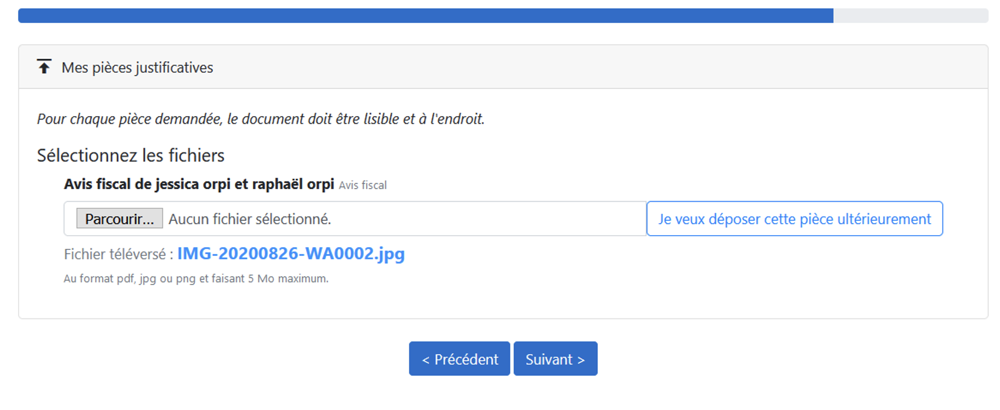 Mes pièces justificatives
Pour chaque pièce demandée, le document doit être lisible et à l'endroit.
Sélectionnez les fichiers
Avis fiscal de jessica orpi et raphaël orpi Avis fiscal
Parcourir... Aucun fichier sélectionné. Je veux déposer cette pièce ultérieurement
Fichier téléversé : IMG-20200826-WA0002.jpg
Au format pdf, jpg ou png et faisant 5 Mo maximum.
< Précédent Suivant >